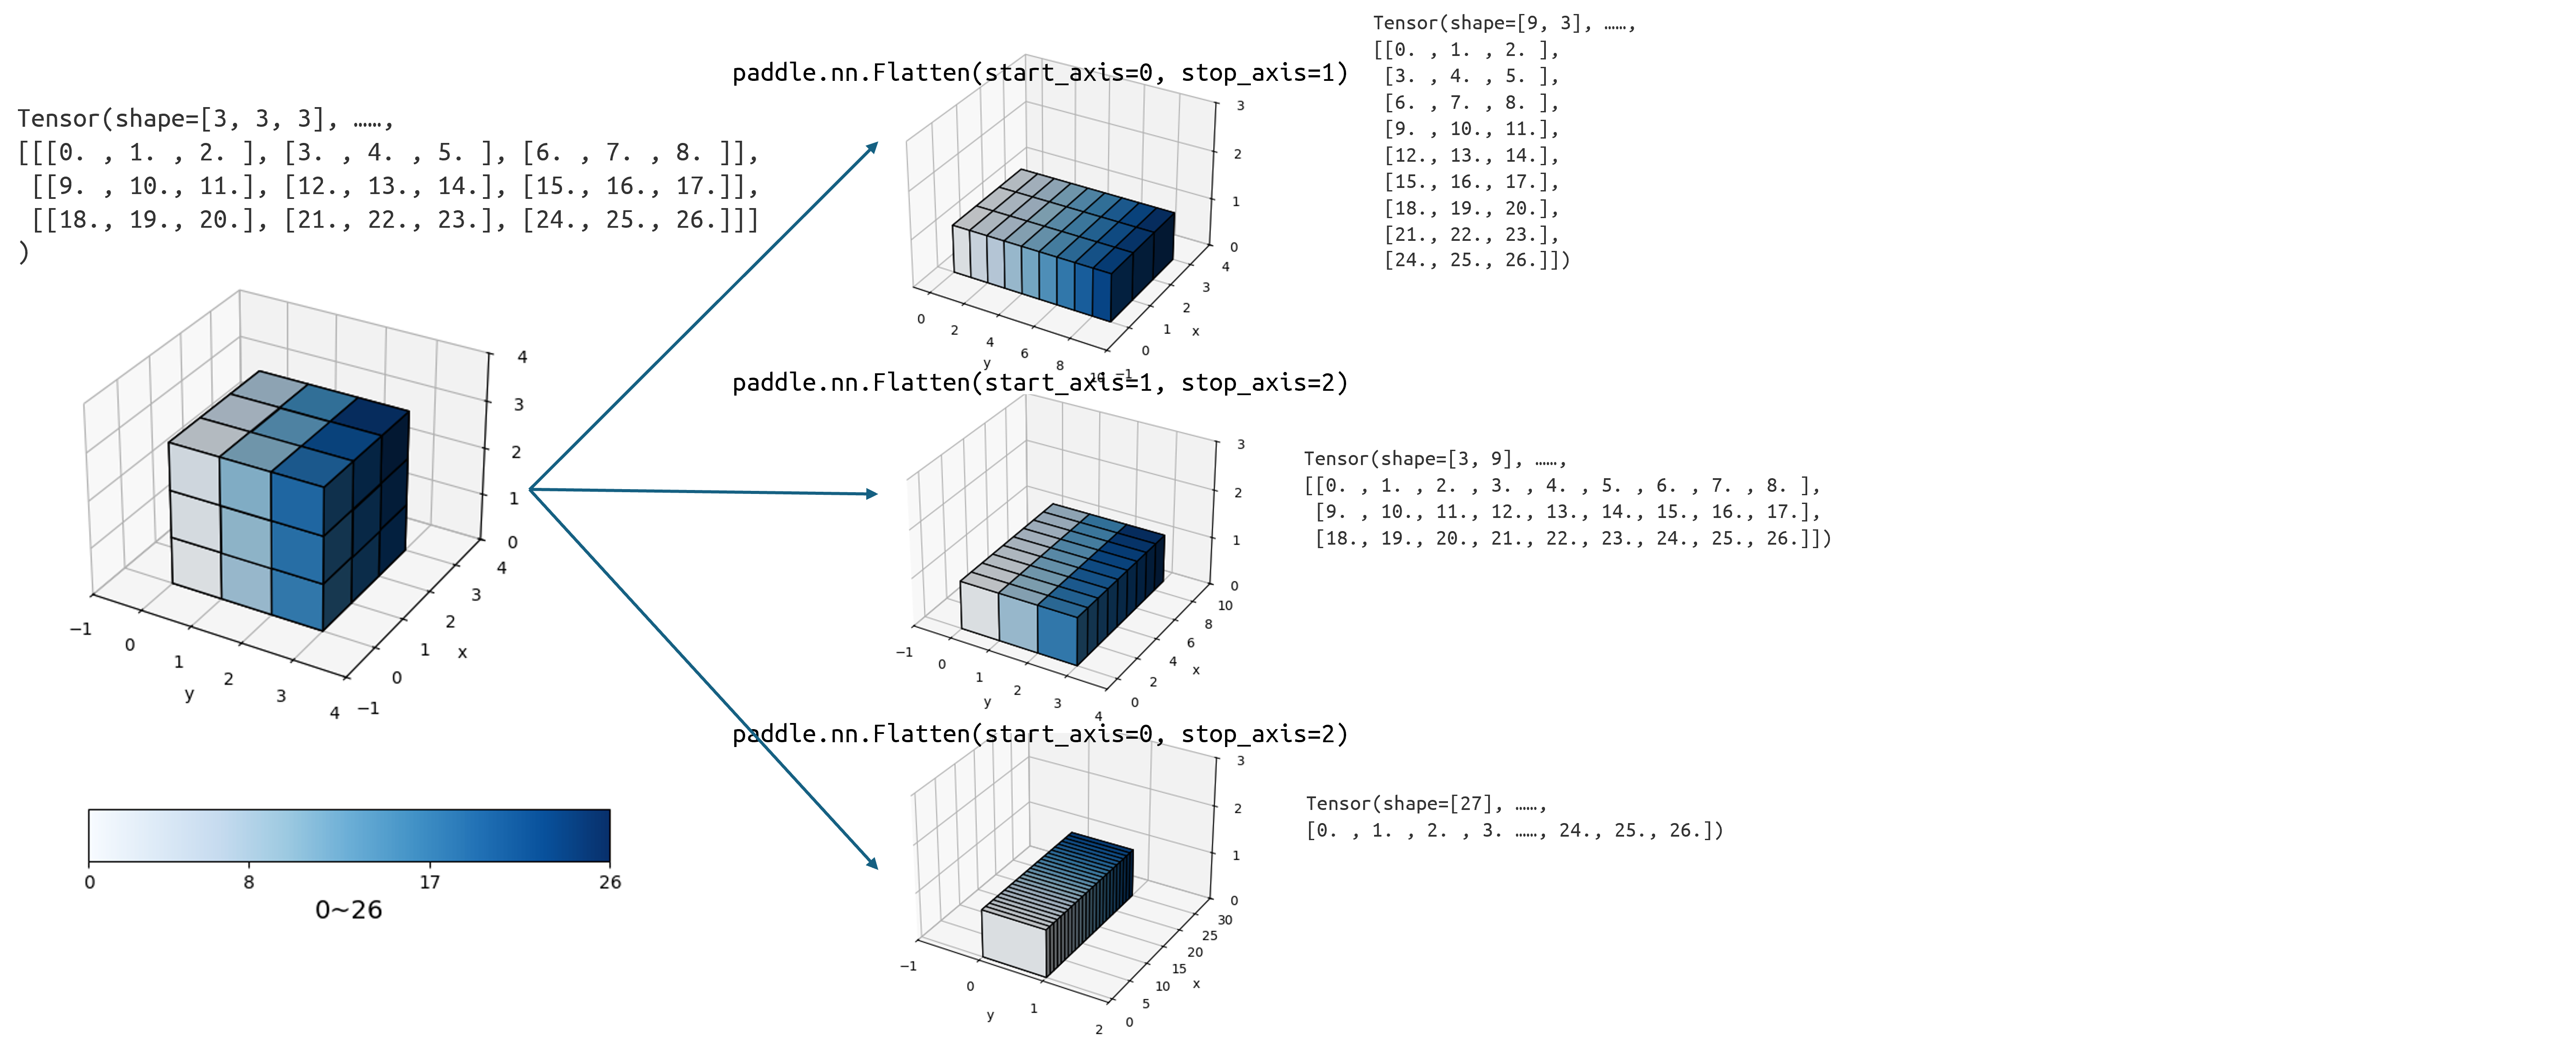 Tensor(shape=[3, 3, 3], ……,
[[[0. , 1. , 2. ], [3. , 4. , 5. ], [6. , 7. , 8. ]],
[[9. , 10., 11.], [12., 13., 14.], [15., 16., 17.]],
[[18., 19., 20.], [21., 22., 23.], [24., 25., 26.]]]
)
4
3
2
1
0
4
3
2
1
0
−1
x
−1
0
1
2
3
4
y
0
8
17
26
0~26
paddle.nn.Flatten(start_axis=0, stop_axis=1)
3
2
1
0
4
3
2
1
0
−1
x
0
2
4
6
8
10
y
Tensor(shape=[9, 3], ……,
[[0. , 1. , 2. ],
[3. , 4. , 5. ],
[6. , 7. , 8. ],
[9. , 10., 11.],
[12., 13., 14.],
[15., 16., 17.],
[18., 19., 20.],
[21., 22., 23.],
[24., 25., 26.]])
paddle.nn.Flatten(start_axis=1, stop_axis=2)
3
2
1
0
10
8
6
4
2
0
x
−1
0
1
2
3
4
y
Tensor(shape=[3, 9], ……,
[[0. , 1. , 2. , 3. , 4. , 5. , 6. , 7. , 8. ],
[9. , 10., 11., 12., 13., 14., 15., 16., 17.],
[18., 19., 20., 21., 22., 23., 24., 25., 26.]])
paddle.nn.Flatten(start_axis=0, stop_axis=2)
3
2
1
0
30
25
20
15
10
5
0
x
−1
0
1
2
y
Tensor(shape=[27], ……,
[0. , 1. , 2. , 3. ……, 24., 25., 26.])